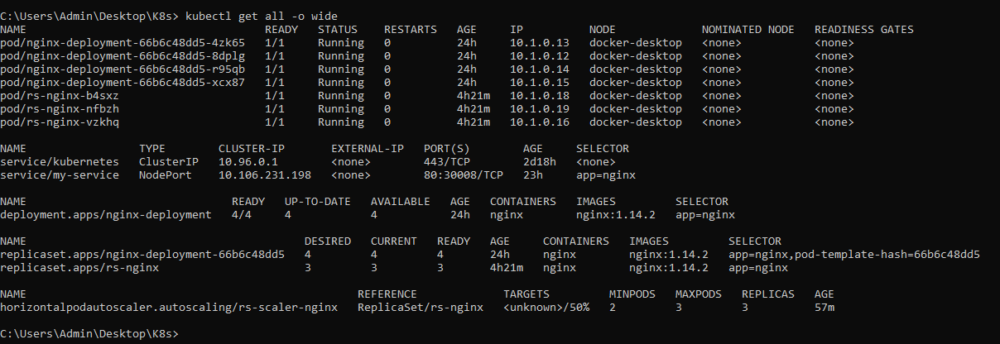 C:\Users\Admin\Desktop\K8s> kubectl get all -o wide
NAME READY STATUS RESTARTS AGE IP NODE NOMINATED NODE READINESS GATES
pod/nginx-deployment-66b6c48dd5-4zk65 1/1 Running 0 24h 10.1.0.13 docker-desktop <none> <none>
pod/nginx-deployment-66b6c48dd5-8dplg 1/1 Running 0 24h 10.1.0.12 docker-desktop <none> <none>
pod/nginx-deployment-66b6c48dd5-r95qb 1/1 Running 0 24h 10.1.0.14 docker-desktop <none> <none>
pod/nginx-deployment-66b6c48dd5-xcx87 1/1 Running 0 24h 10.1.0.15 docker-desktop <none> <none>
pod/rs-nginx-b4sxz 1/1 Running 0 4h21m 10.1.0.18 docker-desktop <none> <none>
pod/rs-nginx-nfbzh 1/1 Running 0 4h21m 10.1.0.19 docker-desktop <none> <none>
pod/rs-nginx-vzkhq 1/1 Running 0 4h21m 10.1.0.16 docker-desktop <none> <none>
NAME TYPE CLUSTER-IP EXTERNAL-IP PORT(S) AGE SELECTOR
service/kubernetes ClusterIP 10.96.0.1 <none> 443/TCP 2d18h <none>
service/my-service NodePort 10.106.231.198 <none> 80:30008/TCP 23h app=nginx
NAME READY UP-TO-DATE AVAILABLE AGE CONTAINERS IMAGES SELECTOR
deployment.apps/nginx-deployment 4/4 4 4 24h nginx nginx:1.14.2 app=nginx
NAME DESIRED CURRENT READY AGE CONTAINERS IMAGES SELECTOR
replicaset.apps/nginx-deployment-66b6c48dd5 4 4 4 24h nginx nginx:1.14.2 app=nginx,pod-template-hash=66b6c48dd5
replicaset.apps/rs-nginx 3 3 3 4h21m nginx nginx:1.14.2 app=nginx
NAME REFERENCE TARGETS MINPODS MAXPODS REPLICAS AGE
horizontalpodautoscaler.autoscaling/rs-scaler-nginx ReplicaSet/rs-nginx <unknown>/50% 2 3 3 57m
C:\Users\Admin\Desktop\K8s>